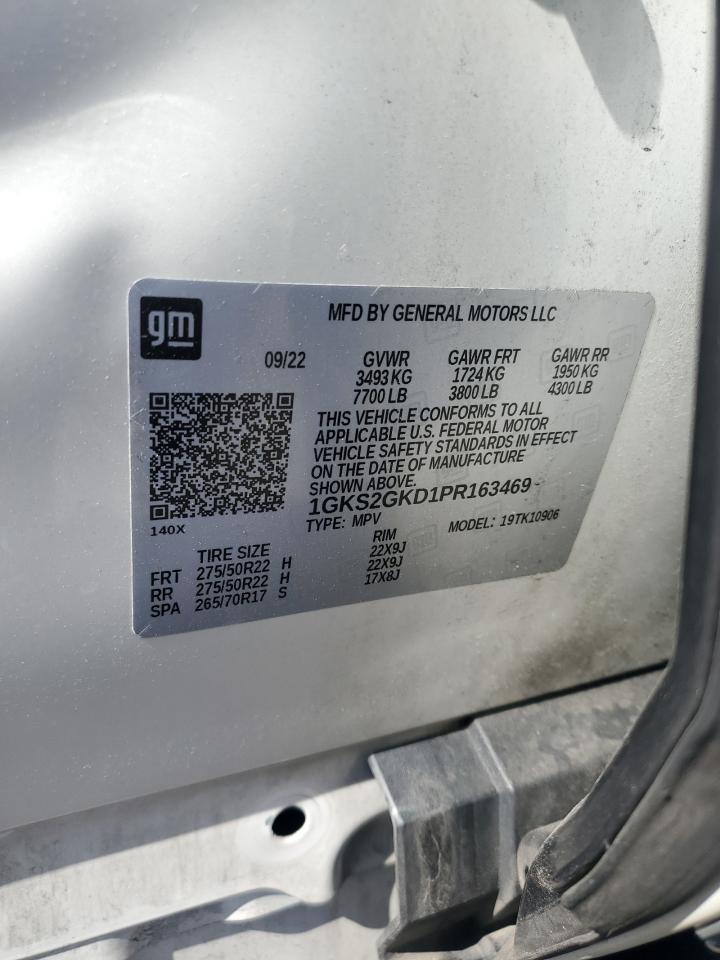 gm
MFD BY GENERAL MOTORS LLC
09/22 GVWR GAWR FRT GAWR RR
3493 KG 1724 KG 1950 KG
7700 LB 3800 LB 4300 LB
THIS VEHICLE CONFORMS TO ALL
APPLICABLE U.S. FEDERAL MOTOR
VEHICLE SAFETY STANDARDS IN EFFECT
ON THE DATE OF MANUFACTURE
SHOWN ABOVE.
1GKS2GKD1PR163469
140X TYPE: MPV MODEL: 19TK10906
TIRE SIZE RIM
FRT 275/50R22 H 22X9J
RR 275/50R22 H 22X9J
SPA 265/70R17 S 17X8J